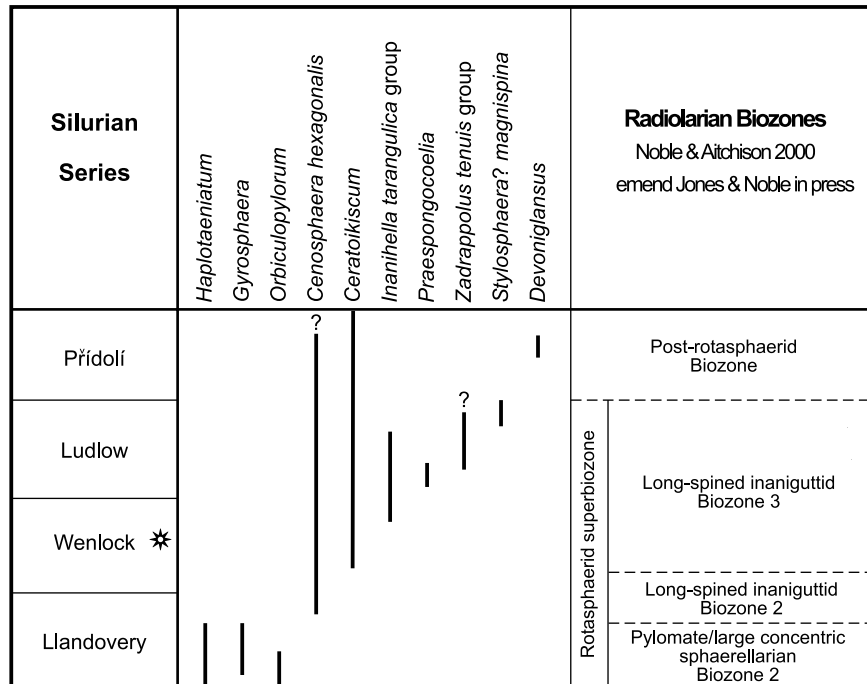 Silurian
Series
Haplotaeniatum
Gyrosphaera
Orbiculopylorum
Cenosphaera hexagonalis
Ceratoikiscum
Inanihella tarangulica group
Praespongocoelia
Zadrappolus tenuis group
Stylosphaera? magnispina
Devoniglansus
Radiolarian Biozones
Noble & Aitchison 2000
emend Jones & Noble in press
Přídolí
Ludlow
Wenlock
Llandovery
?
?
Rotasphaerid superbiozone
Post-rotasphaerid
Biozone
Long-spined inaniguttid
Biozone 3
Long-spined inaniguttid
Biozone 2
Pylomate/large concentric
sphaerellarian
Biozone 2